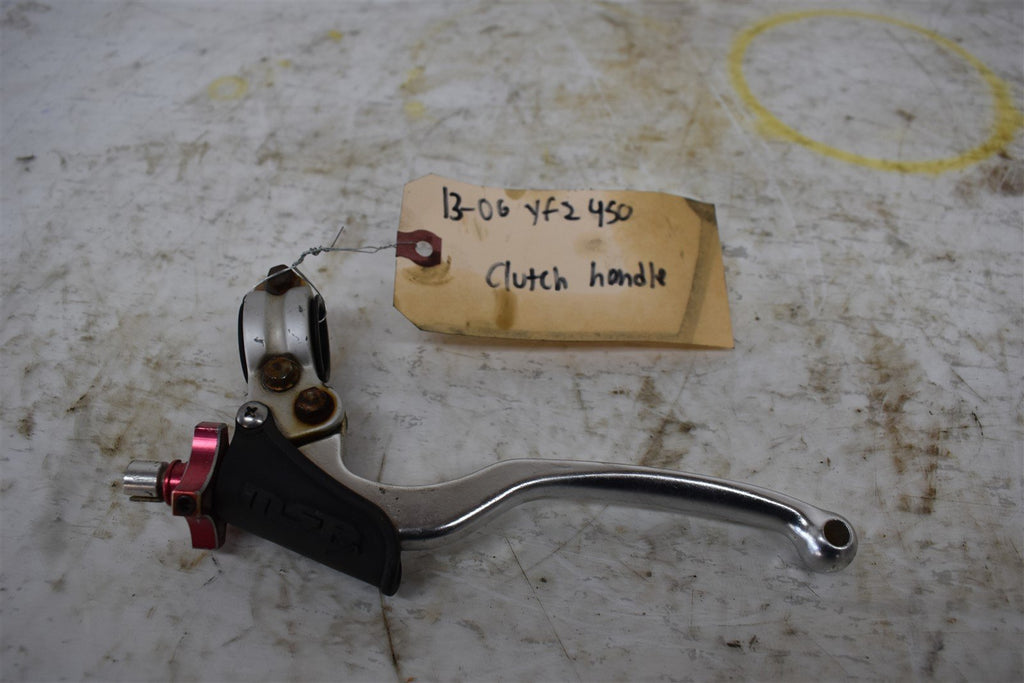 13-06 yfz 450
Clutch handle
MSR